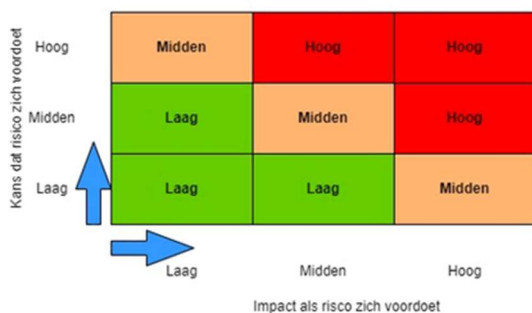 Kans dat risico zich voordoet
Hoog
Midden
Hoog
Hoog
Midden
Laag
Midden
Hoog
Laag
Laag
Laag
Midden
Laag
Midden
Hoog
Impact als risico zich voordoet